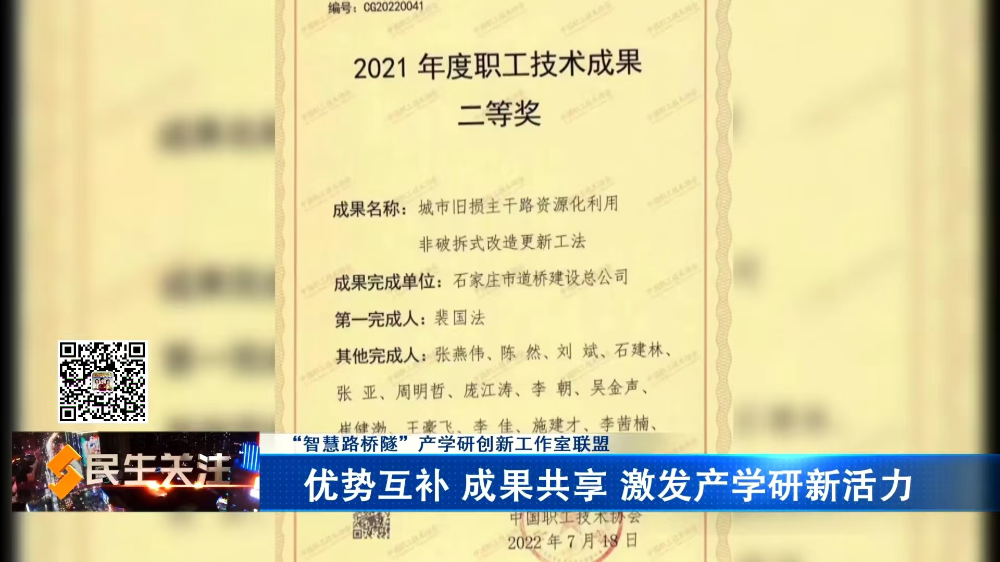 编号：CG20220041
2021 年度职工技术成果
二等奖
成果名称：城市旧损主干路资源化利用
非破拆式改造更新工法
成果完成单位：石家庄市道桥建设总公司
第一完成人：裴国法
其他完成人：张燕伟、陈 然、刘 斌、石建林、
张 亚、周明哲、庞江涛、李 朝、吴金声、
崔健渤、王豪飞、李 佳、施建才、李茜楠、
“智慧路桥隧”产学研创新工作室联盟
民生关注
优势互补 成果共享 激发产学研新活力
中国职工技术协会
2022 年 7 月 18 日